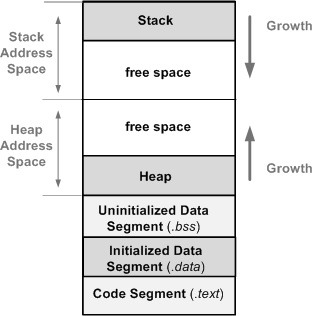 Stack
Growth
Stack
Address
Space
free space
free space
Heap
Address
Space
Heap
Growth
Uninitialized Data
Segment (.bss)
Initialized Data
Segment (.data)
Code Segment (.text)